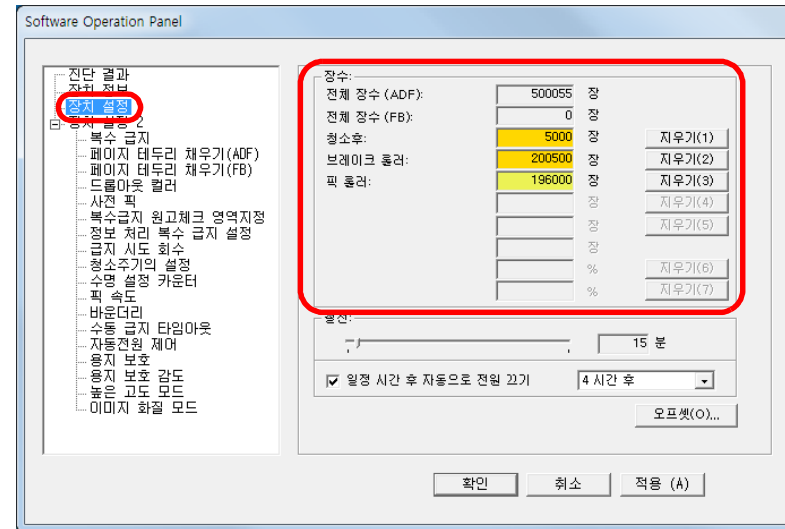 Software Operation Panel
진단 결과
장치 정보
장치 설정
장치 설정 2
복수 급지
페이지 테두리 채우기(ADF)
페이지 테두리 채우기(FB)
드롭아웃 컬러
사전 픽
복수급지 원고체크 영역지정
정보 처리 복수 급지 설정
급지 시도 회수
청소주기의 설정
수명 설정 카운터
픽 속도
바운더리
수동 급지 타임아웃
자동전원 제어
용지 보호
용지 보호 감도
높은 고도 모드
이미지 화질 모드
장수:
전체 장수 (ADF): 500055 장
전체 장수 (FB): 0 장
청소후: 5000 장 지우기(1)
브레이크 롤러: 200500 장 지우기(2)
픽 롤러: 196000 장 지우기(3)
장 지우기(4)
장 지우기(5)
장
% 지우기(6)
% 지우기(7)
15 분
일정 시간 후 자동으로 전원 끄기 4 시간 후
오프셋(O)...
확인 취소 적용 (A)